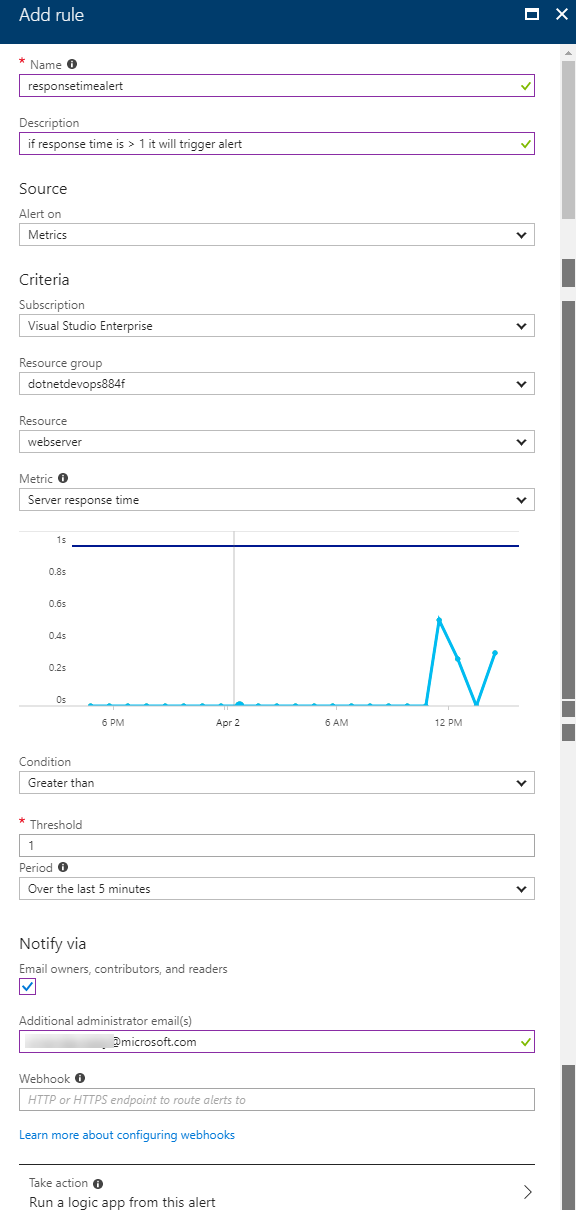 Add rule
* Name
responsetimealert
Description
if response time is > 1 it will trigger alert
Source
Alert on
Metrics
Criteria
Subscription
Visual Studio Enterprise
Resource group
dotnetdevops884f
Resource
webserver
Metric
Server response time
1s
0.8s
0.6s
0.4s
0.2s
0s
6 PM Apr 2 6 AM 12 PM
Condition
Greater than
* Threshold
1
Period
Over the last 5 minutes
Notify via
Email owners, contributors, and readers
Additional administrator email(s)
@microsoft.com
Webhook
HTTP or HTTPS endpoint to route alerts to
Learn more about configuring webhooks
Take action
Run a logic app from this alert